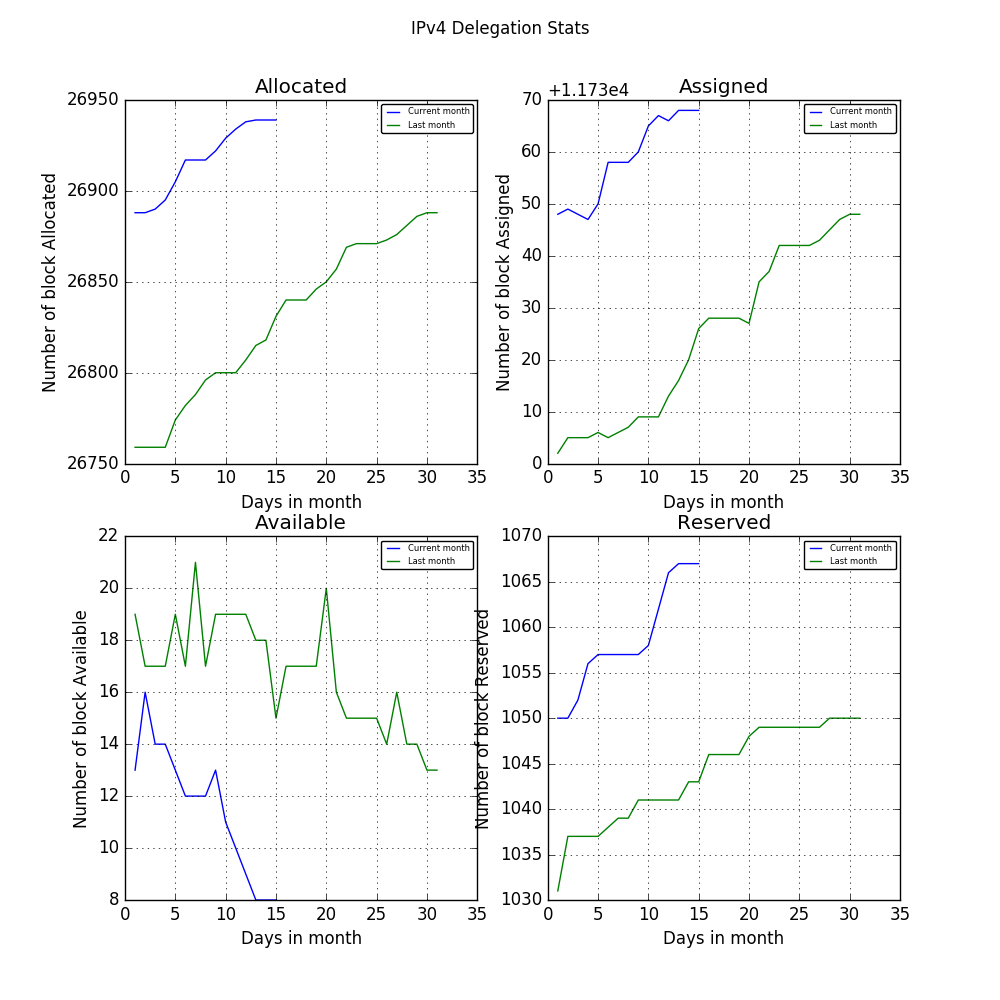 IPv4 Delegation Stats
Allocated
26950
26900
26850
26800
26750
Number of block Allocated
Current month
Last month
0 5 10 15 20 25 30 35
Days in month
Assigned
+1.173e4
70
60
50
40
30
20
10
0
Number of block Assigned
Current month
Last month
0 5 10 15 20 25 30 35
Days in month
Available
22
20
18
16
14
12
10
8
Number of block Available
Current month
Last month
0 5 10 15 20 25 30 35
Days in month
Reserved
1070
1065
1060
1055
1050
1045
1040
1035
1030
Number of block Reserved
Current month
Last month
0 5 10 15 20 25 30 35
Days in month